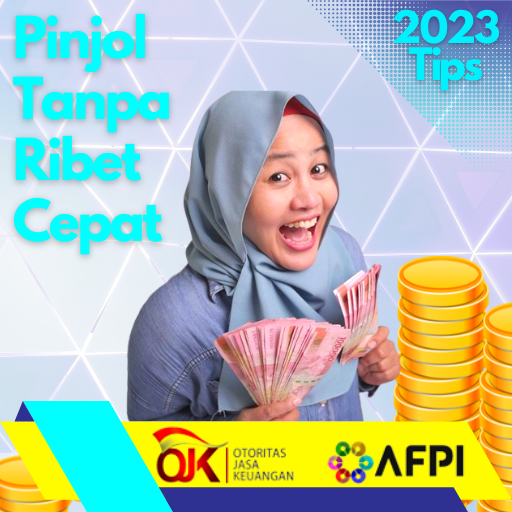 Pinjol
Tanpa
Ribet
Cepat
2023
Tips
OJK
OTORITAS
JASA
KEUANGAN
AFPI